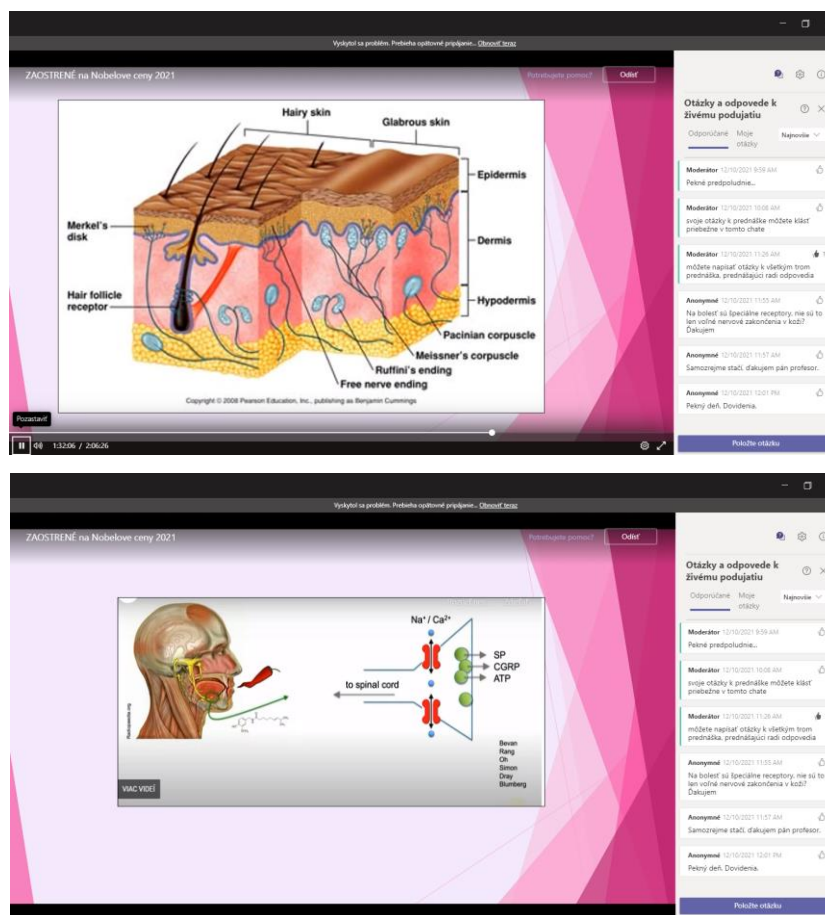 Vyskytol sa problém. Prebieha opätovné pripájanie... Obnoviť teraz
ZAOSTRENÉ na Nobelove ceny 2021
Potrebujete pomoc?
Odísť
Hairy skin
Glabrous skin
Epidermis
Merkel's
disk
Dermis
Hair follicle
receptor
Hypodermis
Pacinian corpuscle
Meissner's corpuscle
Ruffini's ending
Free nerve ending
Copyright © 2008 Pearson Education, Inc., publishing as Benjamin Cummings
Pozastaviť
1:32:06 / 2:06:26
Otázky a odpovede k
živému podujatiu
Odporúčané Moje
otázky
Najnovšie
Moderátor 12/10/2021 9:59 AM
Pekné predpoludnie...
Moderátor 12/10/2021 10:06 AM
svoje otázky k prednáške môžete klásť
priebežne v tomto chate
Moderátor 12/10/2021 11:26 AM
môžete napísať otázky k všetkým trom
prednáška, prednášajúci radi odpovedia
Anonymné 12/10/2021 11:55 AM
Na bolesť sú špeciálne receptory, nie sú to
len voľné nervové zakončenia v koži?
Ďakujem
Anonymné 12/10/2021 11:57 AM
Samozrejme stačí, ďakujem pán profesor.
Anonymné 12/10/2021 12:01 PM
Pekný deň. Dovidenia.
Položte otázku
Vyskytol sa problém. Prebieha opätovné pripájanie... Obnoviť teraz
ZAOSTRENÉ na Nobelove ceny 2021
Potrebujete pomoc?
Odísť
Na⁺ / Ca²⁺
SP
CGRP
ATP
to spinal cord
Bevan
Rang
Oh
Simon
Dray
Blumberg
VIAC VIDEÍ
Otázky a odpovede k
živému podujatiu
Odporúčané Moje
otázky
Najnovšie
Moderátor 12/10/2021 9:59 AM
Pekné predpoludnie...
Moderátor 12/10/2021 10:06 AM
svoje otázky k prednáške môžete klásť
priebežne v tomto chate
Moderátor 12/10/2021 11:26 AM
môžete napísať otázky k všetkým trom
prednáška, prednášajúci radi odpovedia
Anonymné 12/10/2021 11:55 AM
Na bolesť sú špeciálne receptory, nie sú to
len voľné nervové zakončenia v koži?
Ďakujem
Anonymné 12/10/2021 11:57 AM
Samozrejme stačí, ďakujem pán profesor.
Anonymné 12/10/2021 12:01 PM
Pekný deň. Dovidenia.
Položte otázku